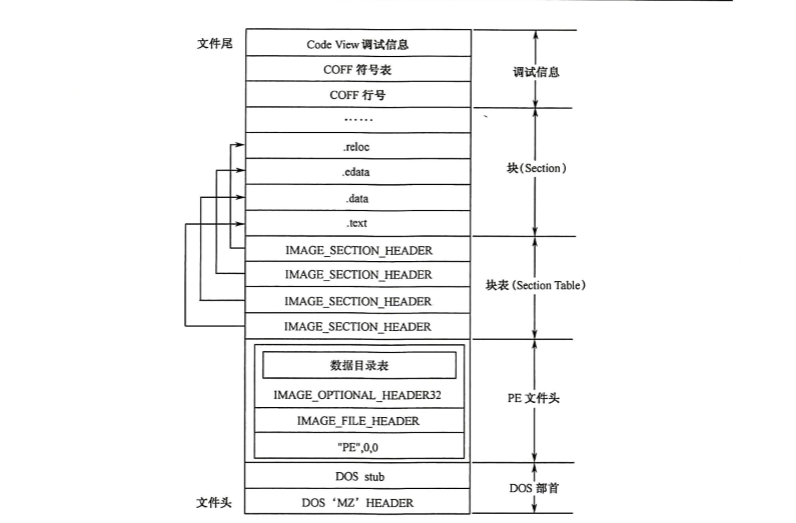 文件尾
Code View 调试信息
COFF 符号表
COFF 行号
调试信息
……
.reloc
.edata
.data
.text
块(Section)
IMAGE_SECTION_HEADER
IMAGE_SECTION_HEADER
IMAGE_SECTION_HEADER
IMAGE_SECTION_HEADER
块表(Section Table)
数据目录表
IMAGE_OPTIONAL_HEADER32
IMAGE_FILE_HEADER
"PE",0,0
PE 文件头
DOS stub
DOS 部首
文件头
DOS ‘MZ’ HEADER